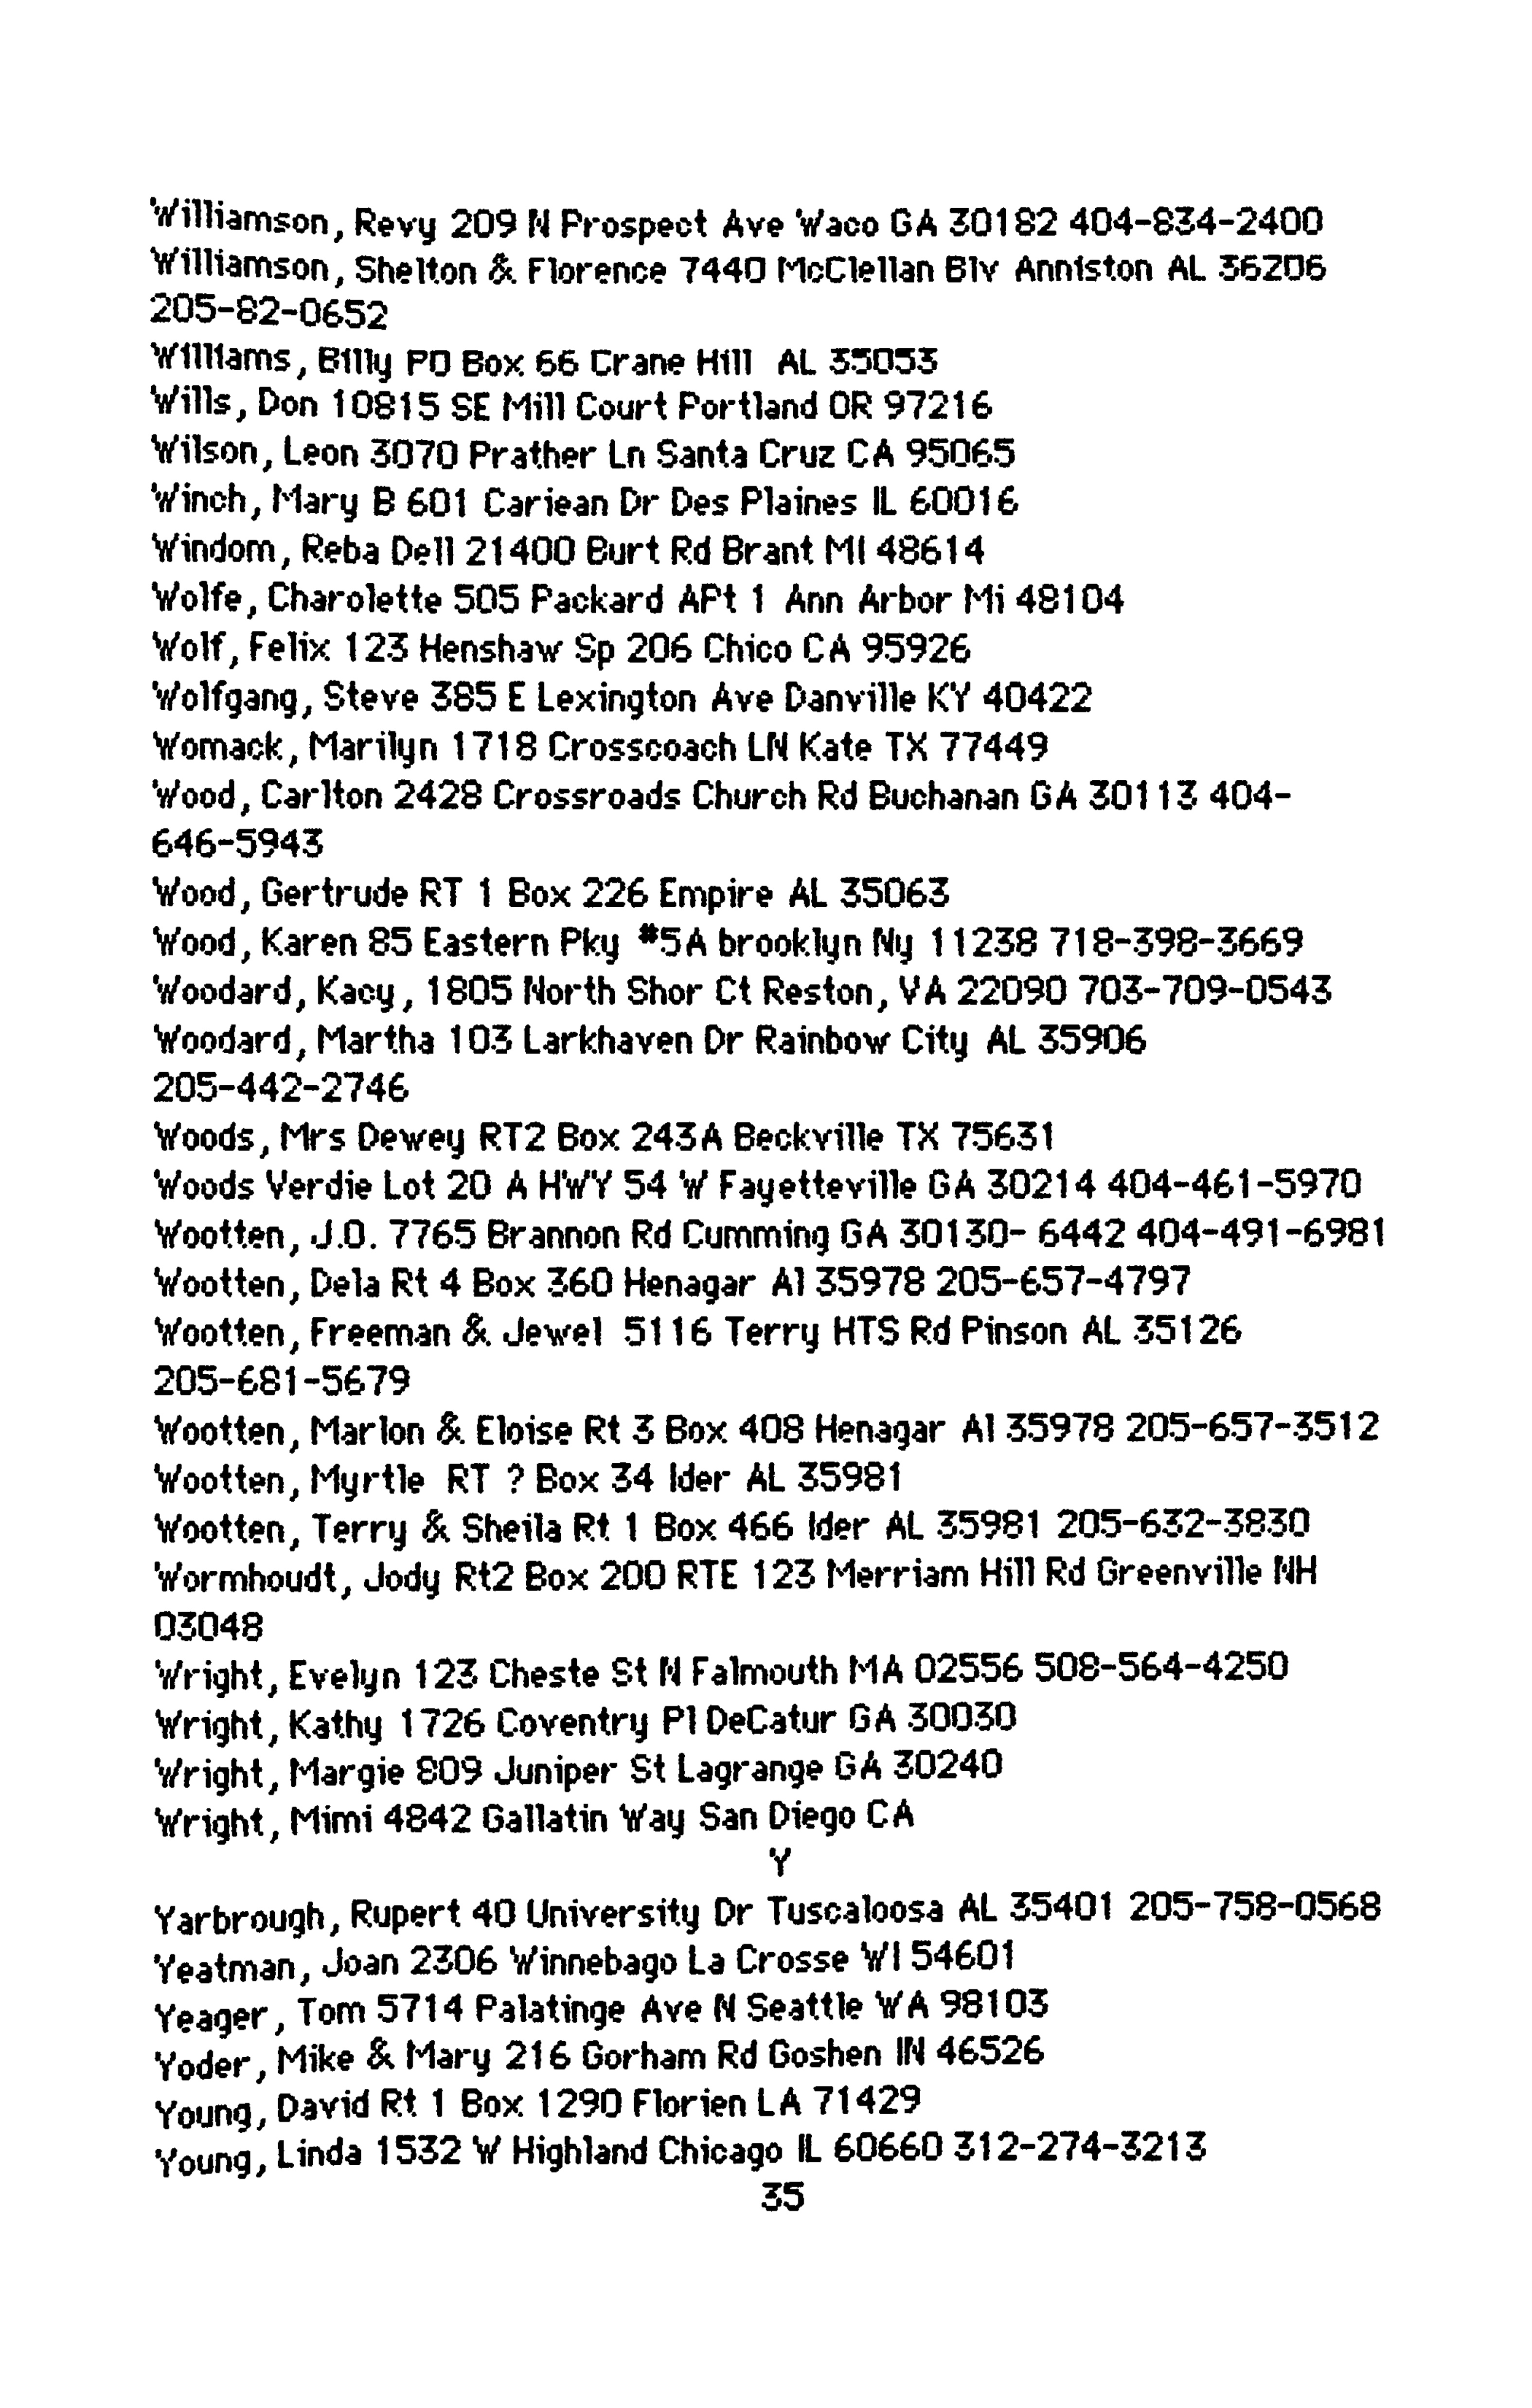 Williamson, Revy 209 N Prospect Ave Waco GA 30182 404-834-2400
Williamson, Shelton & Florence 7440 McClellan Blv Anniston AL 36206
205-82-0652
Williams, Billy PO Box 66 Crane Hill AL 35053
Wills, Don 10815 SE Mill Court Portland OR 97216
Wilson, Leon 3070 Prather Ln Santa Cruz CA 95065
Winch, Mary B 601 Cariean Dr Des Plaines IL 60016
Windom, Reba Dell 21400 Burt Rd Brant MI 48614
Wolfe, Charolette 505 Packard APt 1 Ann Arbor Mi 48104
Wolf, Felix 123 Henshaw Sp 206 Chico CA 95926
Wolfgang, Steve 385 E Lexington Ave Danville KY 40422
Womack, Marilyn 1718 Crosscoach LN Kate TX 77449
Wood, Carlton 2428 Crossroads Church Rd Buchanan GA 30113 404-
646-5943
Wood, Gertrude RT 1 Box 226 Empire AL 35063
Wood, Karen 85 Eastern Pky #5A brooklyn Ny 11238 718-398-3669
Woodard, Kacy, 1805 North Shor Ct Reston, VA 22090 703-709-0543
Woodard, Martha 103 Larkhaven Dr Rainbow City AL 35906
205-442-2746
Woods, Mrs Dewey RT2 Box 243A Beckville TX 75631
Woods Verdie Lot 20 A HWY 54 W Fayetteville GA 30214 404-461-5970
Wootten, J.O. 7765 Brannon Rd Cumming GA 30130- 6442 404-491-6981
Wootten, Dela Rt 4 Box 360 Henagar Al 35978 205-657-4797
Wootten, Freeman & Jewel 5116 Terry HTS Rd Pinson AL 35126
205-681-5679
Wootten, Marlon & Eloise Rt 3 Box 408 Henagar Al 35978 205-657-3512
Wootten, Myrtle RT ? Box 34 Ider AL 35981
Wootten, Terry & Sheila Rt 1 Box 466 Ider AL 35981 205-632-3830
Wormhoudt, Jody Rt2 Box 200 RTE 123 Merriam Hill Rd Greenville NH
03048
Wright, Evelyn 123 Cheste St N Falmouth MA 02556 508-564-4250
Wright, Kathy 1726 Coventry Pl DeCatur GA 30030
Wright, Margie 809 Juniper St Lagrange GA 30240
Wright, Mimi 4842 Gallatin Way San Diego CA
Y
Yarbrough, Rupert 40 University Dr Tuscaloosa AL 35401 205-758-0568
Yeatman, Joan 2306 Winnebago La Crosse WI 54601
Yeager, Tom 5714 Palatinge Ave N Seattle WA 98103
Yoder, Mike & Mary 216 Gorham Rd Goshen IN 46526
Young, David Rt 1 Box 1290 Florien LA 71429
Young, Linda 1532 W Highland Chicago IL 60660 312-274-3213
35